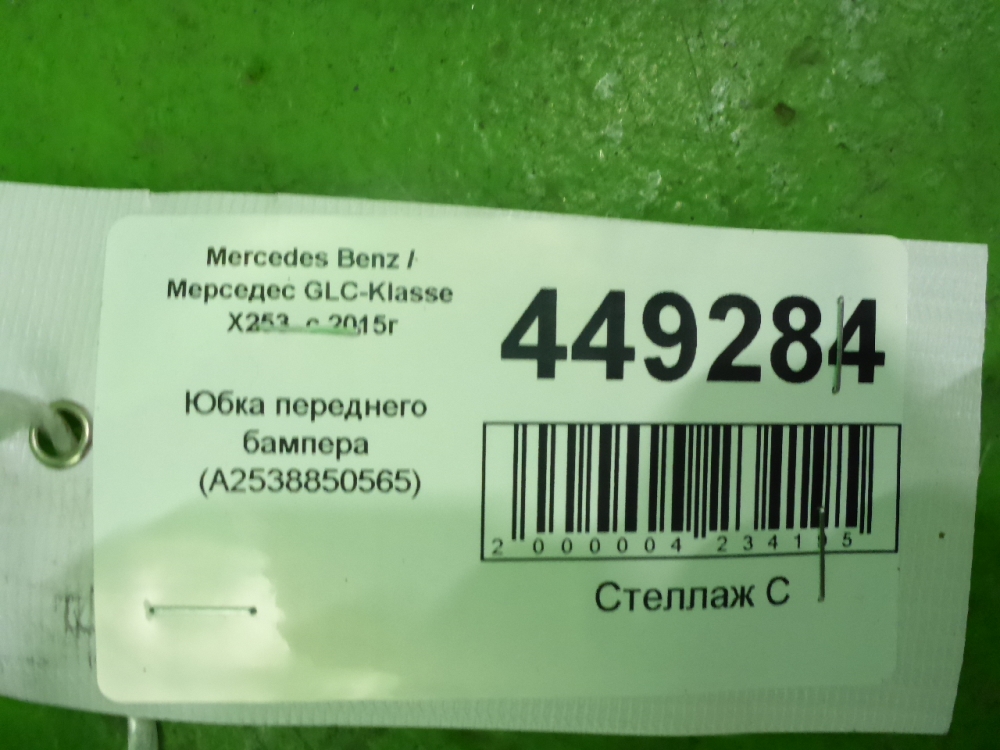 Mercedes Benz /
Мерседес GLC-Klasse
X253 с 2015г
Юбка переднего
бампера
(A2538850565)
449284
2 000004 234195
Стеллаж С